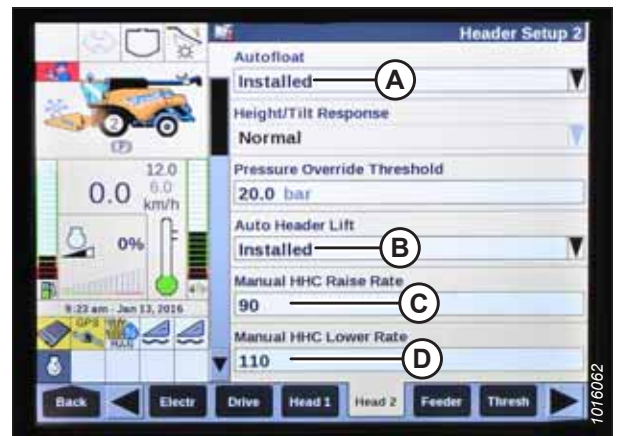 Header Setup 2
Autofloat
Installed
A
Height/Tilt Response
Normal
Pressure Override Threshold
20.0 bar
Auto Header Lift
Installed
B
Manual HHC Raise Rate
90
C
Manual HHC Lower Rate
110
D
2
(P)
12.0
0.0 6.0
km/h
0%
9:23 am - Jan 13, 2016
GPS
Back
Electr
Drive
Head 1
Head 2
Feeder
Thresh
1016062